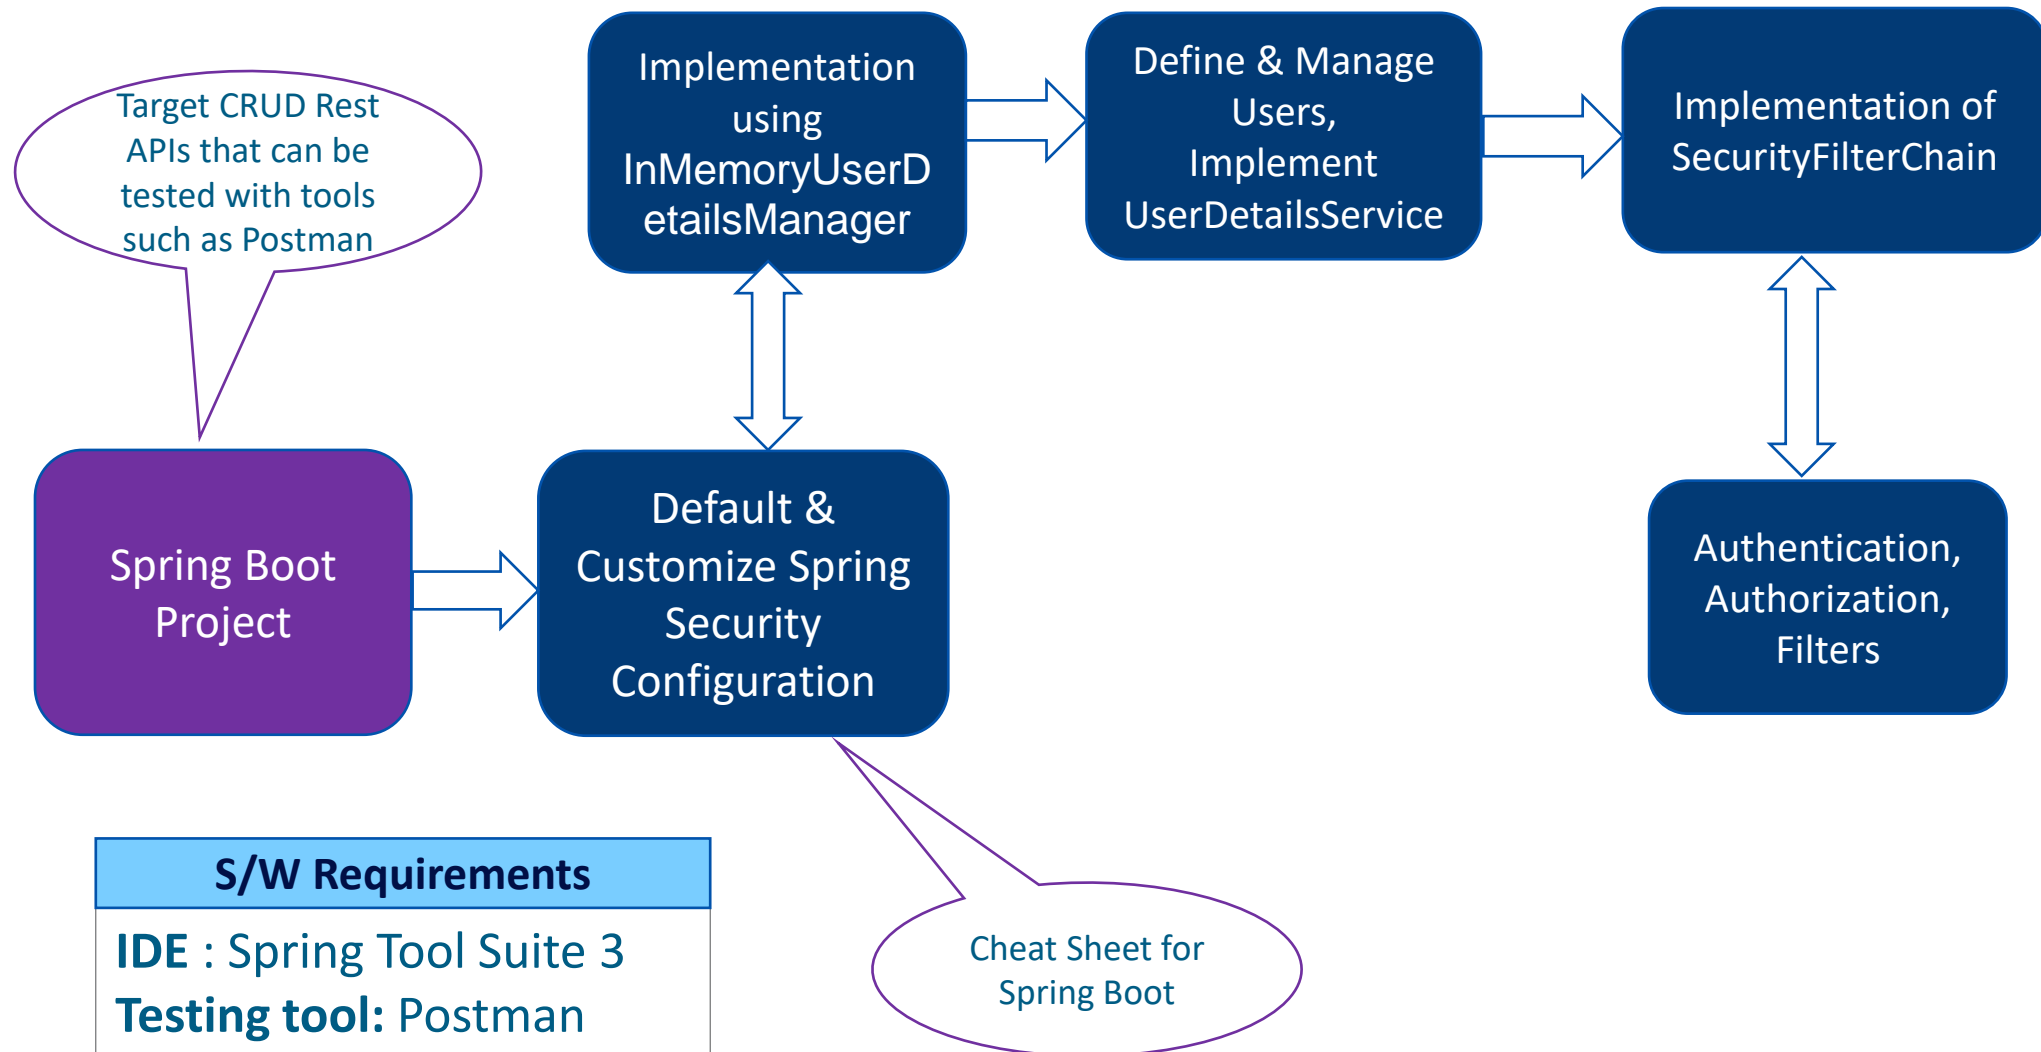 Target CRUD Rest
APIs that can be
tested with tools
such as Postman
Implementation
using
InMemoryUserD
etailsManager
Define & Manage
Users,
Implement
UserDetailsService
Implementation of
SecurityFilterChain
Spring Boot
Project
Default &
Customize Spring
Security
Configuration
Authentication,
Authorization,
Filters
S/W Requirements
IDE : Spring Tool Suite 3
Testing tool: Postman
Cheat Sheet for
Spring Boot